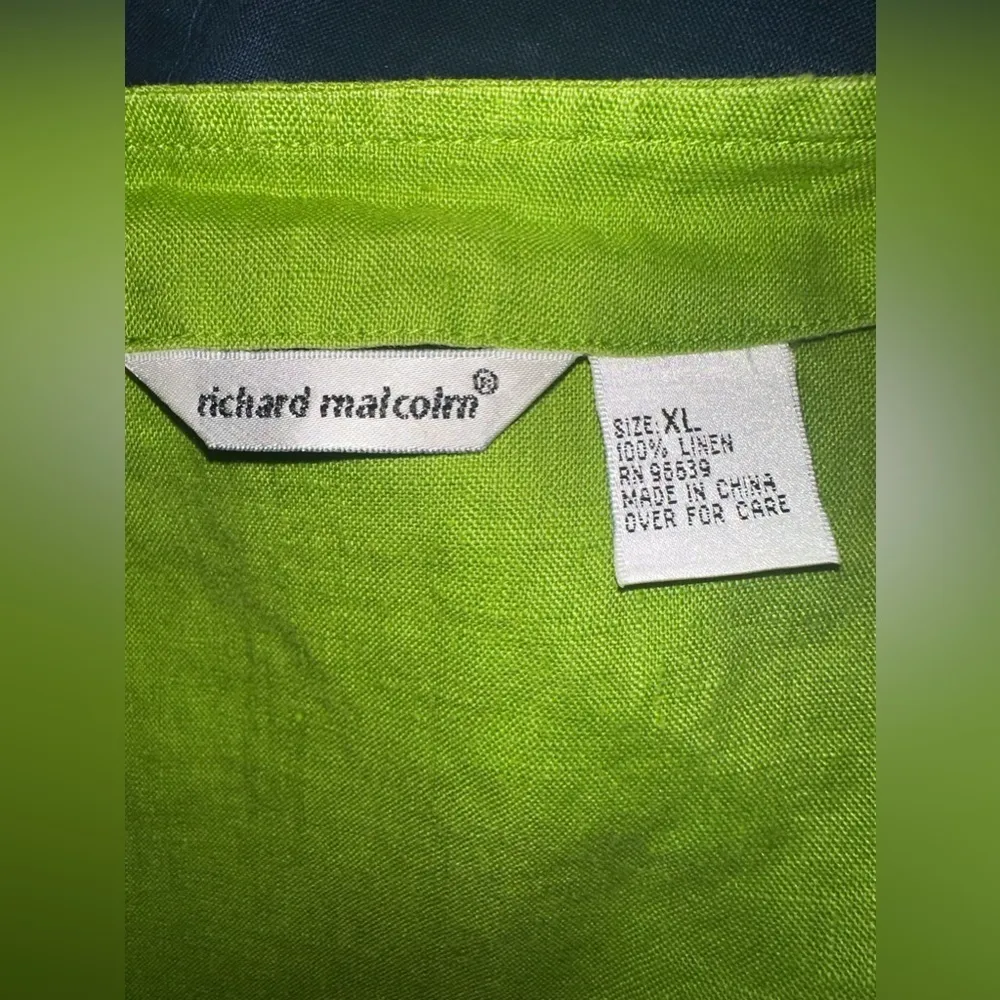 richard malcolm®
SIZE: XL
100% LINEN
RN 96639
MADE IN CHINA
OVER FOR CARE